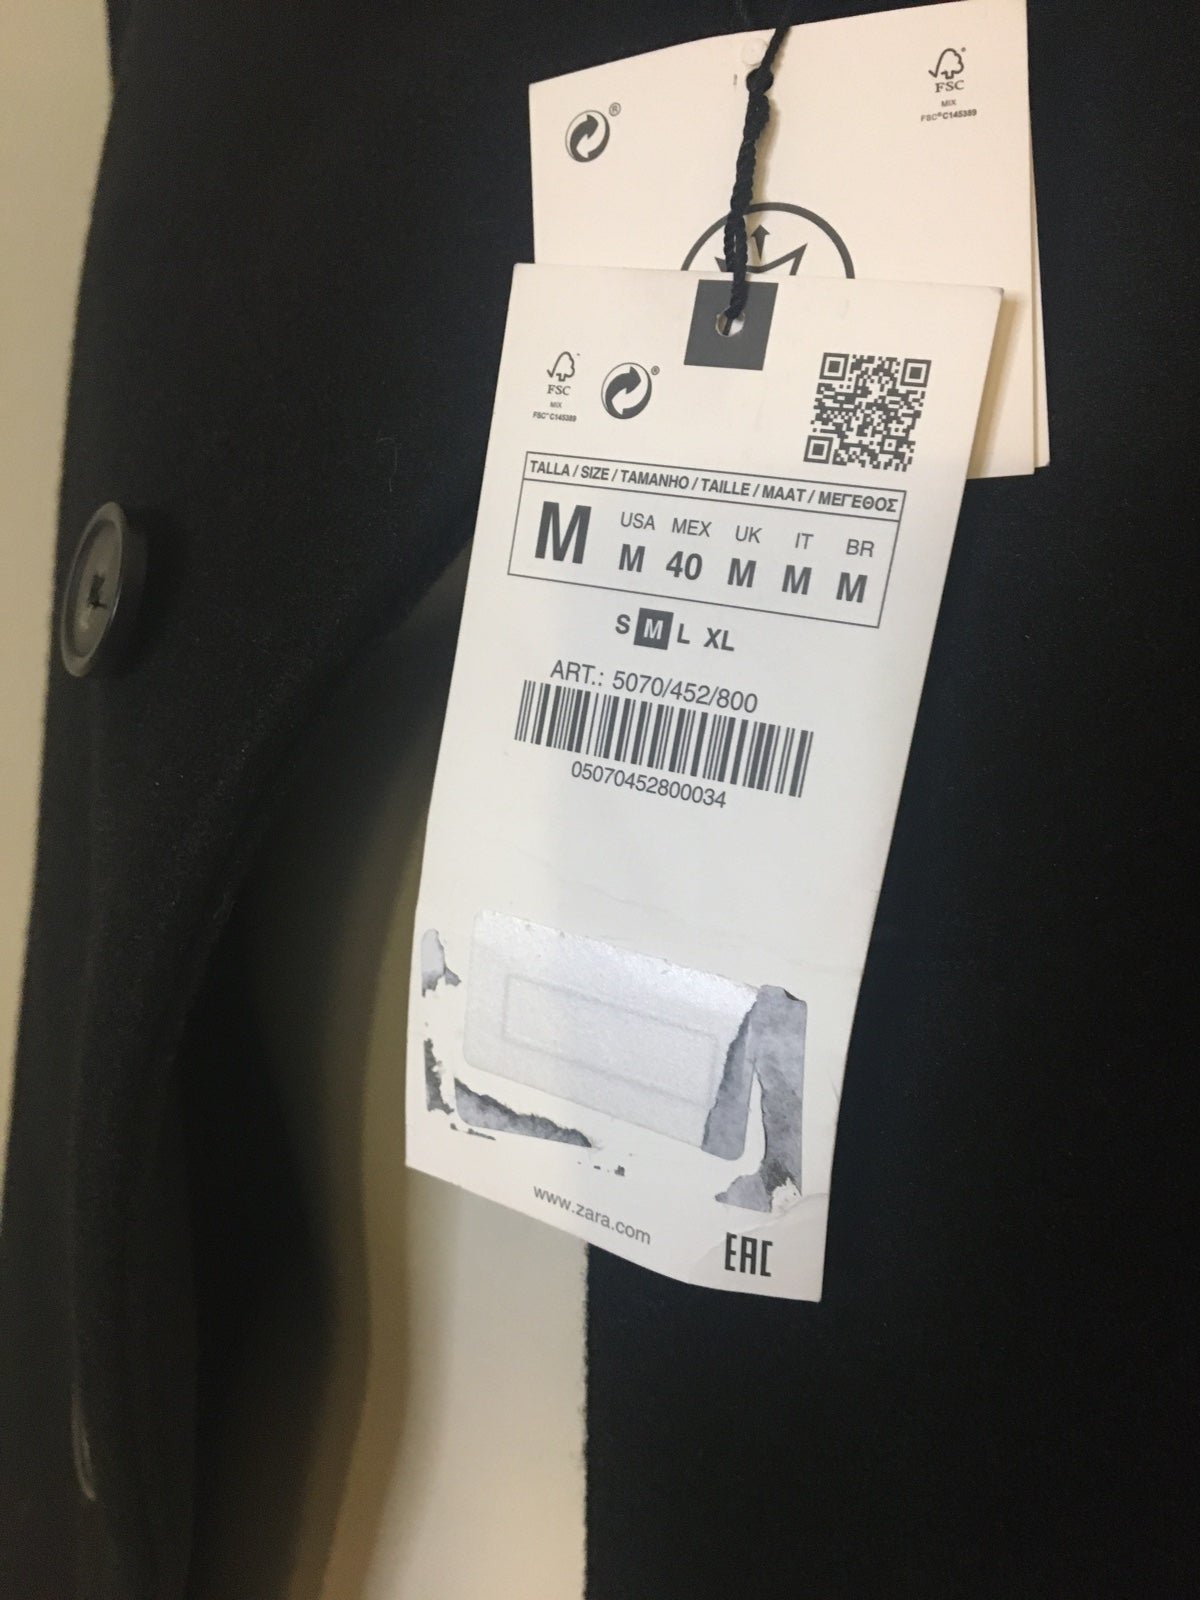 ®
FSC
MIX
FSC® C145389
FSC
MIX
FSC™ C145389
®
TALLA / SIZE / TAMANHO / TAILLE / MAAT / ΜΕΓΕΘΟΣ
M
USA MEX UK IT BR
M 40 M M M
S M L XL
ART.: 5070/452/800
05070452800034
www.zara.com
EAC